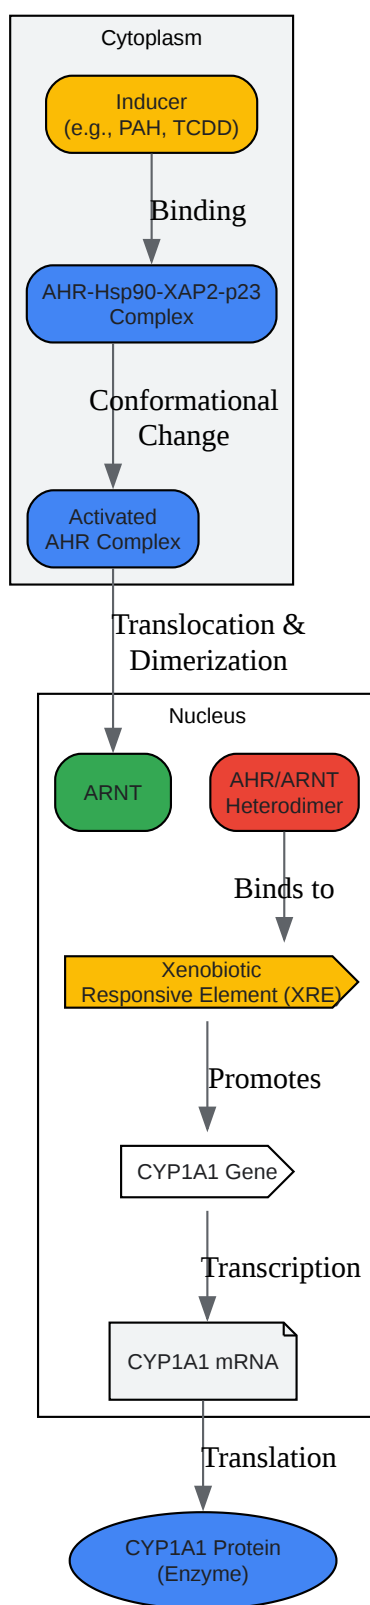 Cytoplasm
Inducer
(e.g., PAH, TCDD)
Binding
AHR-Hsp90-XAP2-p23
Complex
Conformational
Change
Activated
AHR Complex
Translocation &
Dimerization
Nucleus
ARNT
AHR/ARNT
Heterodimer
Binds to
Xenobiotic
Responsive Element (XRE)
Promotes
CYP1A1 Gene
Transcription
CYP1A1 mRNA
Translation
CYP1A1 Protein
(Enzyme)